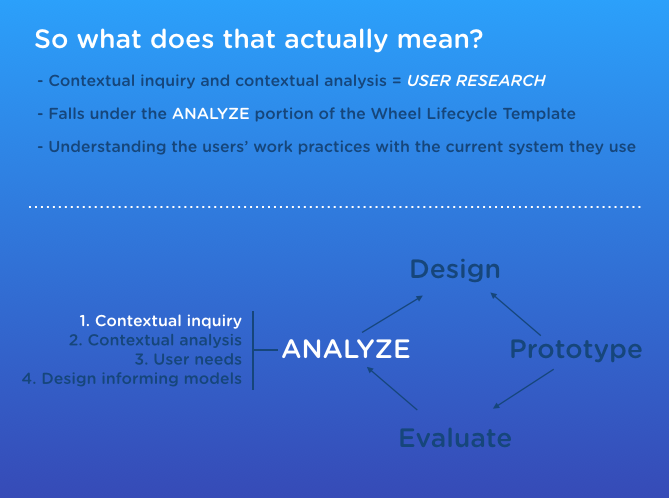 So what does that actually mean?
- Contextual inquiry and contextual analysis = USER RESEARCH
- Falls under the ANALYZE portion of the Wheel Lifecycle Template
- Understanding the users’ work practices with the current system they use
Design
1. Contextual inquiry
2. Contextual analysis
3. User needs
4. Design informing models
ANALYZE
Prototype
Evaluate